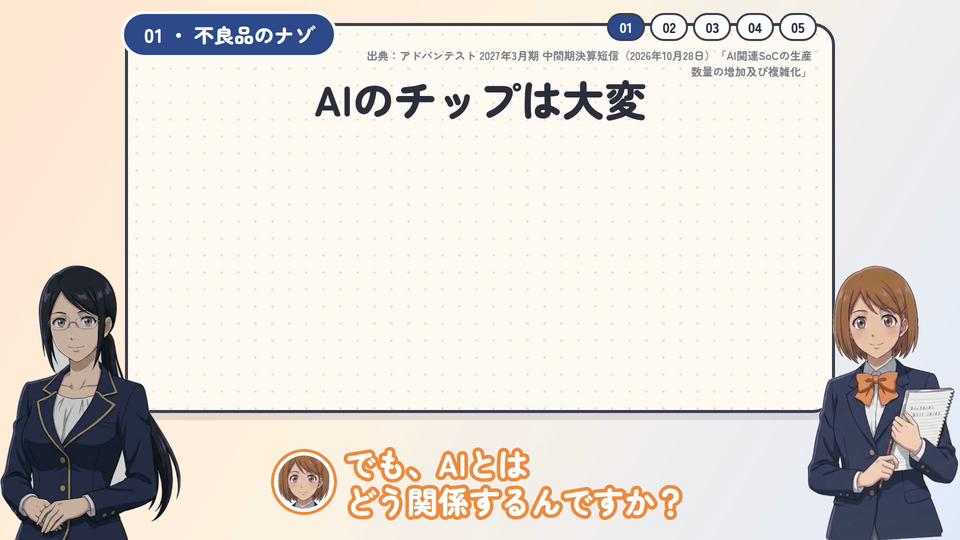 01 ・ 不良品のナゾ
01 02 03 04 05
出典：アドバンテスト 2027年3月期 中間期決算短信（2026年10月28日）「AI関連SoCの生産
数量の増加及び複雑化」
AIのチップは大変
でも、AIとは
どう関係するんですか？